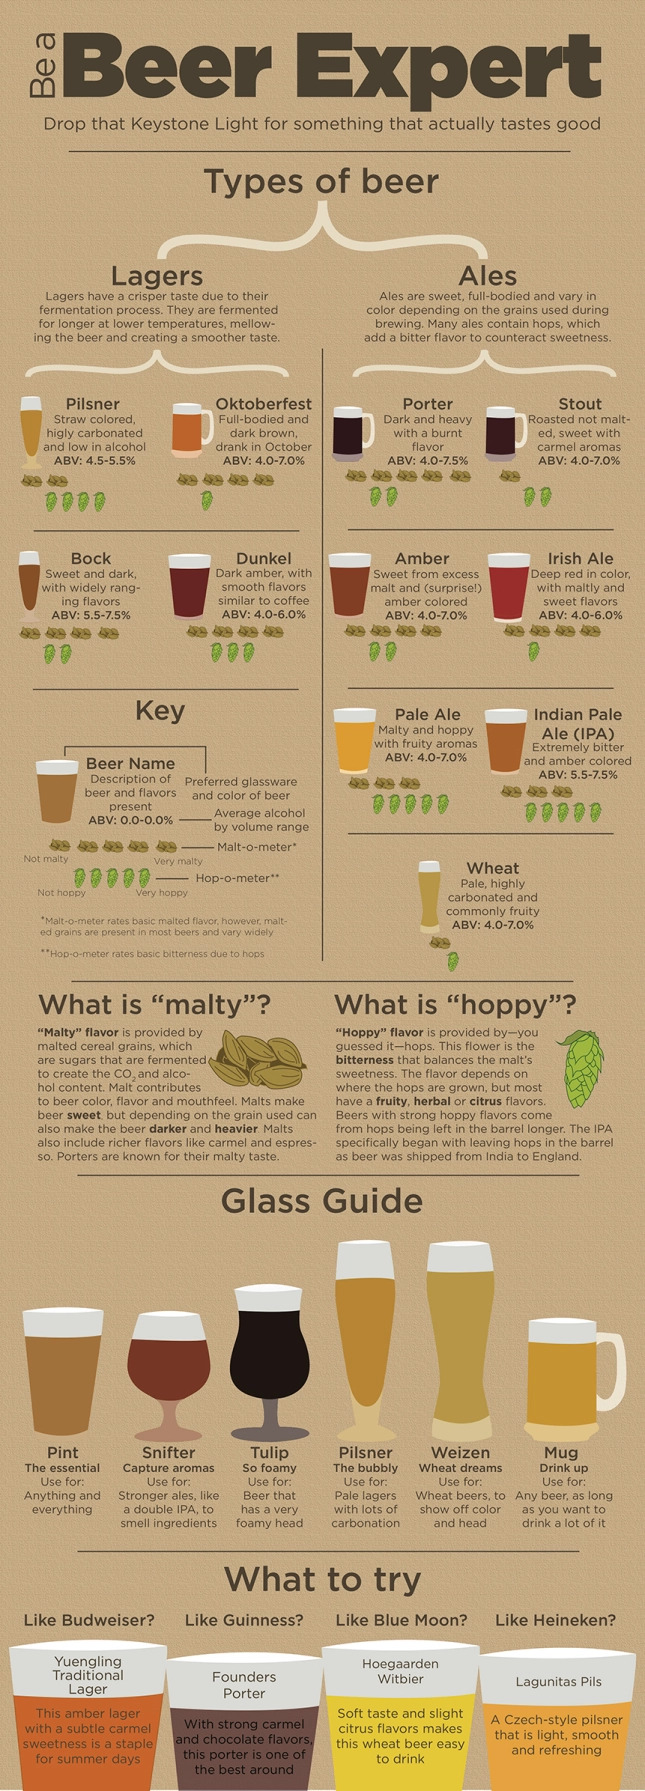 Be a
Beer Expert
Drop that Keystone Light for something that actually tastes good
Types of beer
Lagers
Lagers have a crisper taste due to their
fermentation process. They are fermented
for longer at lower temperatures, mellow-
ing the beer and creating a smoother taste.
Ales
Ales are sweet, full-bodied and vary in
color depending on the grains used during
brewing. Many ales contain hops, which
add a bitter flavor to counteract sweetness.
Pilsner
Straw colored,
higly carbonated
and low in alcohol
ABV: 4.5-5.5%
Oktoberfest
Full-bodied and
dark brown,
drank in October
ABV: 4.0-7.0%
Porter
Dark and heavy
with a burnt
flavor
ABV: 4.0-7.5%
Stout
Roasted not malt-
ed, sweet with
carmel aromas
ABV: 4.0-7.0%
Bock
Sweet and dark,
with widely rang-
ing flavors
ABV: 5.5-7.5%
Dunkel
Dark amber, with
smooth flavors
similar to coffee
ABV: 4.0-6.0%
Amber
Sweet from excess
malt and (surprise!)
amber colored
ABV: 4.0-7.0%
Irish Ale
Deep red in color,
with maltly and
sweet flavors
ABV: 4.0-6.0%
Key
Beer Name
Description of
beer and flavors
present
ABV: 0.0-0.0%
Preferred glassware
and color of beer
Average alcohol
by volume range
Malt-o-meter*
Not malty
Very malty
Hop-o-meter**
Not hoppy
Very hoppy
*Malt-o-meter rates basic malted flavor, however, malt-
ed grains are present in most beers and vary widely
**Hop-o-meter rates basic bitterness due to hops
Pale Ale
Malty and hoppy
with fruity aromas
ABV: 4.0-7.0%
Indian Pale
Ale (IPA)
Extremely bitter
and amber colored
ABV: 5.5-7.5%
Wheat
Pale, highly
carbonated and
commonly fruity
ABV: 4.0-7.0%
What is “malty”?
“Malty” flavor is provided by
malted cereal grains, which
are sugars that are fermented
to create the CO2 and alco-
hol content. Malt contributes
to beer color, flavor and mouthfeel. Malts make
beer sweet, but depending on the grain used can
also make the beer darker and heavier. Malts
also include richer flavors like carmel and espres-
so. Porters are known for their malty taste.
What is “hoppy”?
“Hoppy” flavor is provided by—you
guessed it—hops. This flower is the
bitterness that balances the malt’s
sweetness. The flavor depends on
where the hops are grown, but most
have a fruity, herbal or citrus flavors.
Beers with strong hoppy flavors come
from hops being left in the barrel longer. The IPA
specifically began with leaving hops in the barrel
as beer was shipped from India to England.
Glass Guide
Pint
The essential
Use for:
Anything and
everything
Snifter
Capture aromas
Use for:
Stronger ales, like
a double IPA, to
smell ingredients
Tulip
So foamy
Use for:
Beer that
has a very
foamy head
Pilsner
The bubbly
Use for:
Pale lagers
with lots of
carbonation
Weizen
Wheat dreams
Use for:
Wheat beers, to
show off color
and head
Mug
Drink up
Use for:
Any beer, as long
as you want to
drink a lot of it
What to try
Like Budweiser?
Yuengling
Traditional
Lager
This amber lager
with a subtle carmel
sweetness is a staple
for summer days
Like Guinness?
Founders
Porter
With strong carmel
and chocolate flavors,
this porter is one of
the best around
Like Blue Moon?
Hoegaarden
Witbier
Soft taste and slight
citrus flavors makes
this wheat beer easy
to drink
Like Heineken?
Lagunitas Pils
A Czech-style pilsner
that is light, smooth
and refreshing